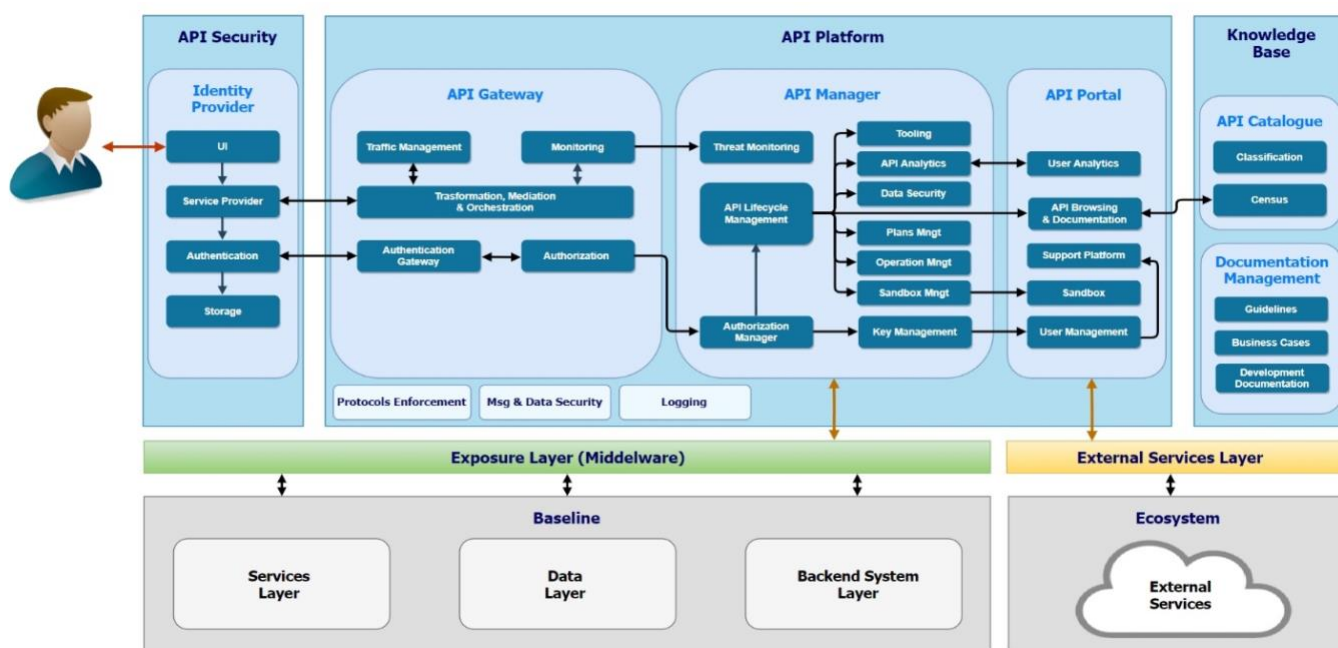 API Security
Identity
Provider
UI
Service Provider
Authentication
Storage
API Platform
API Gateway
Traffic Management
Monitoring
Trasformation, Mediation
& Orchestration
Authentication
Gateway
Authorization
Protocols Enforcement
Msg & Data Security
Logging
API Manager
Threat Monitoring
API Lifecycle
Management
Authorization
Manager
Tooling
API Analytics
Data Security
Plans Mngt
Operation Mngt
Sandbox Mngt
Key Management
API Portal
User Analytics
API Browsing
& Documentation
Support Platform
Sandbox
User Management
Knowledge
Base
API Catalogue
Classification
Census
Documentation
Management
Guidelines
Business Cases
Development
Documentation
Exposure Layer (Middelware)
External Services Layer
Baseline
Services
Layer
Data
Layer
Backend System
Layer
Ecosystem
External
Services